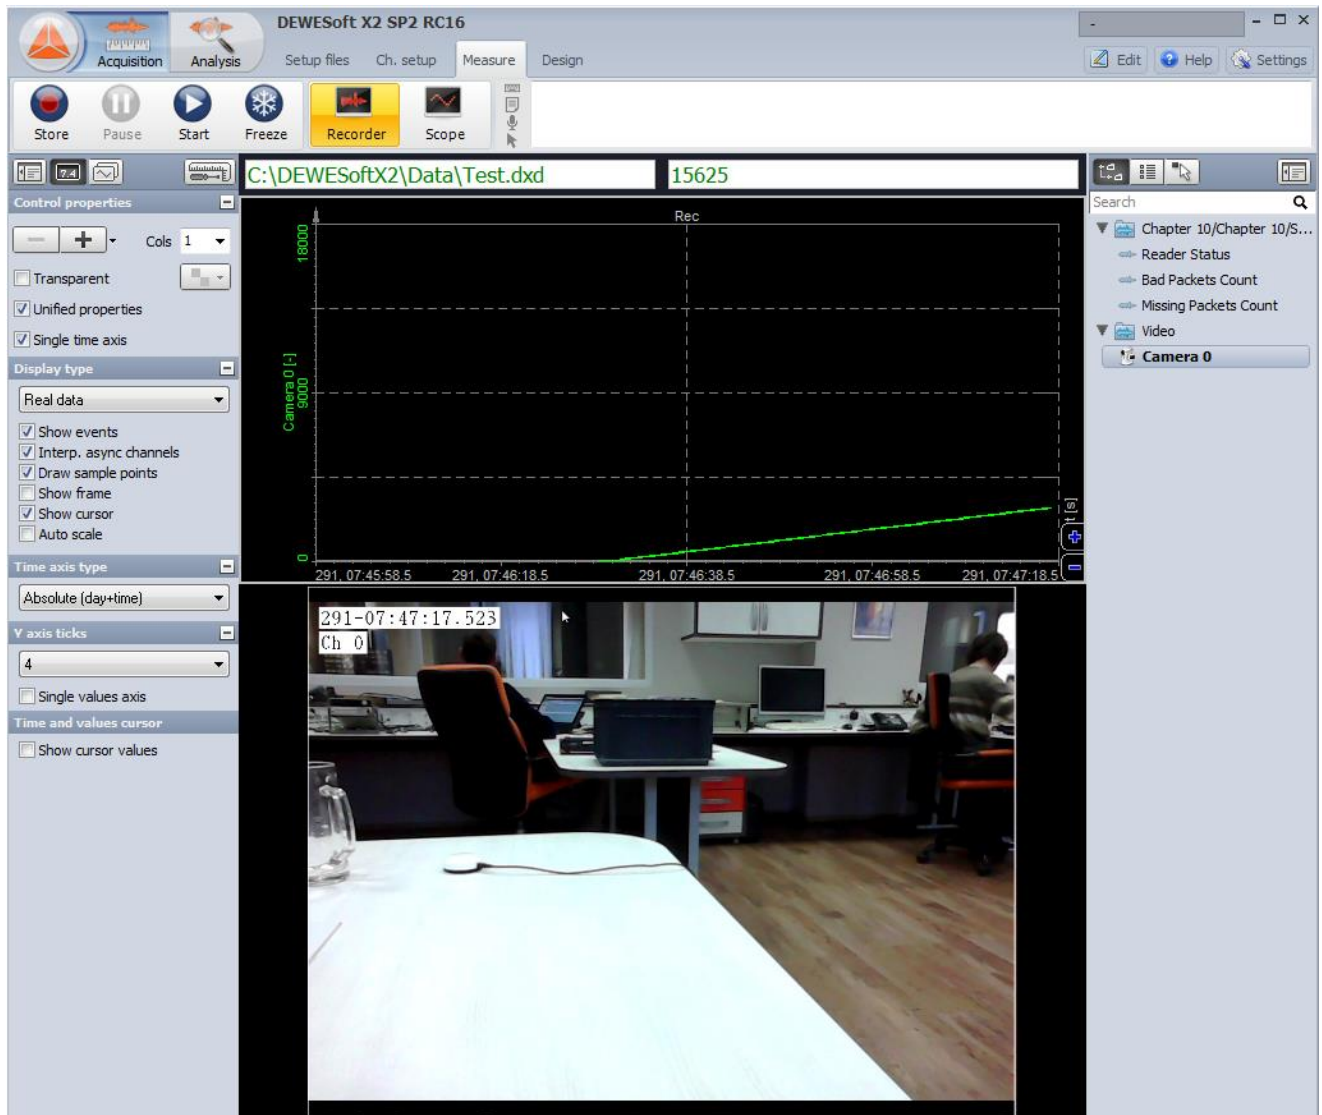 DEWESoft X2 SP2 RC16
-
Acquisition
Analysis
Setup files
Ch. setup
Measure
Design
Edit
Help
Settings
Store
Pause
Start
Freeze
Recorder
Scope
7.4
C:\DEWESoftX2\Data\Test.dxd
15625
Control properties
Cols 1
Transparent
Unified properties
Single time axis
Display type
Real data
Show events
Interp. async channels
Draw sample points
Show frame
Show cursor
Auto scale
Time axis type
Absolute (day+time)
Y axis ticks
4
Single values axis
Time and values cursor
Show cursor values
Rec
18000
Camera 0 [-]
9000
0
t [s]
291, 07:45:58.5
291, 07:46:18.5
291, 07:46:38.5
291, 07:46:58.5
291, 07:47:18.5
291-07:47:17.523
Ch 0
Search
Chapter 10/Chapter 10/S...
Reader Status
Bad Packets Count
Missing Packets Count
Video
Camera 0